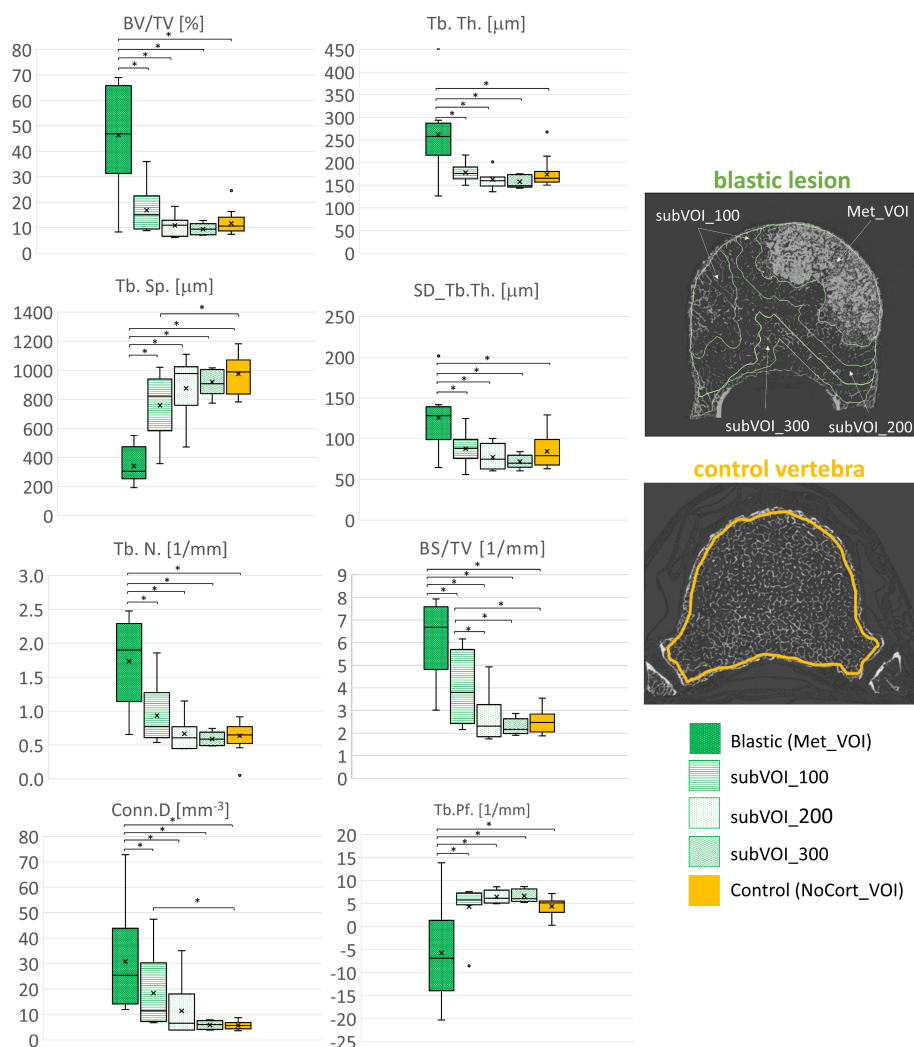 BV/TV [%]
80
70
60
50
40
30
20
10
0
* * * *
Tb. Th. [µm]
450
400
350
300
250
200
150
100
50
0
* * * *
Tb. Sp. [µm]
1400
1200
1000
800
600
400
200
0
* * * * *
SD_Tb.Th. [µm]
200
150
100
50
0
* * * *
Tb. N. [1/mm]
3.0
2.5
2.0
1.5
1.0
0.5
0.0
* * * *
BS/TV [1/mm]
9
8
7
6
5
4
3
2
1
0
* * * * * * *
Conn.D [mm-3]
80
70
60
50
40
30
20
10
0
* * * * *
Tb.Pf. [1/mm]
20
15
10
5
0
-5
-10
-15
-20
-25
* * * *
blastic lesion
subVOI_100
Met_VOI
subVOI_300
subVOI_200
control vertebra
Blastic (Met_VOI)
subVOI_100
subVOI_200
subVOI_300
Control (NoCort_VOI)